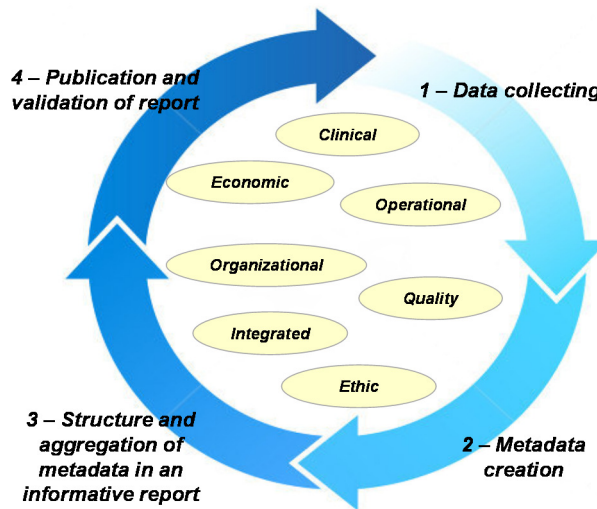 4 – Publication and
validation of report
1 – Data collecting
Clinical
Economic
Operational
Organizational
Quality
Integrated
Ethic
3 – Structure and
aggregation of
metadata in an
informative report
2 – Metadata
creation